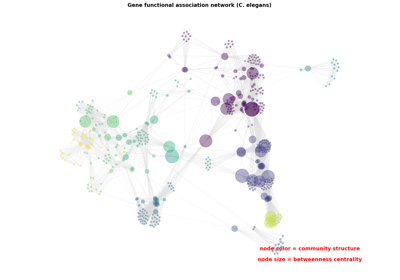 Gene functional association network (C. elegans)
node color = community structure
node size = betweenness centrality